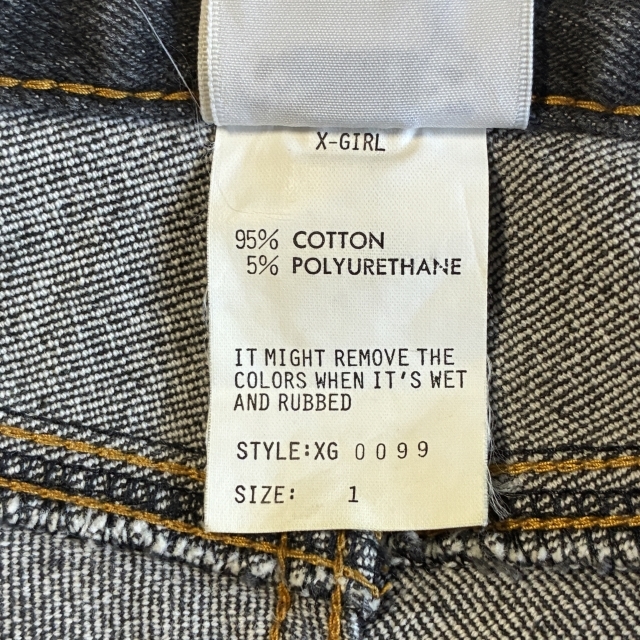 X-GIRL
95% COTTON
5% POLYURETHANE
IT MIGHT REMOVE THE
COLORS WHEN IT'S WET
AND RUBBED
STYLE:XG 0099
SIZE: 1